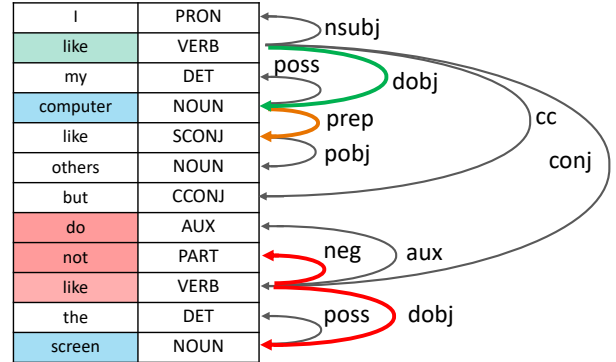 I PRON nsubj
like VERB
my DET poss dobj
computer NOUN prep cc
like SCONJ
others NOUN pobj conj
but CCONJ
do AUX
not PART neg aux
like VERB
the DET poss dobj
screen NOUN